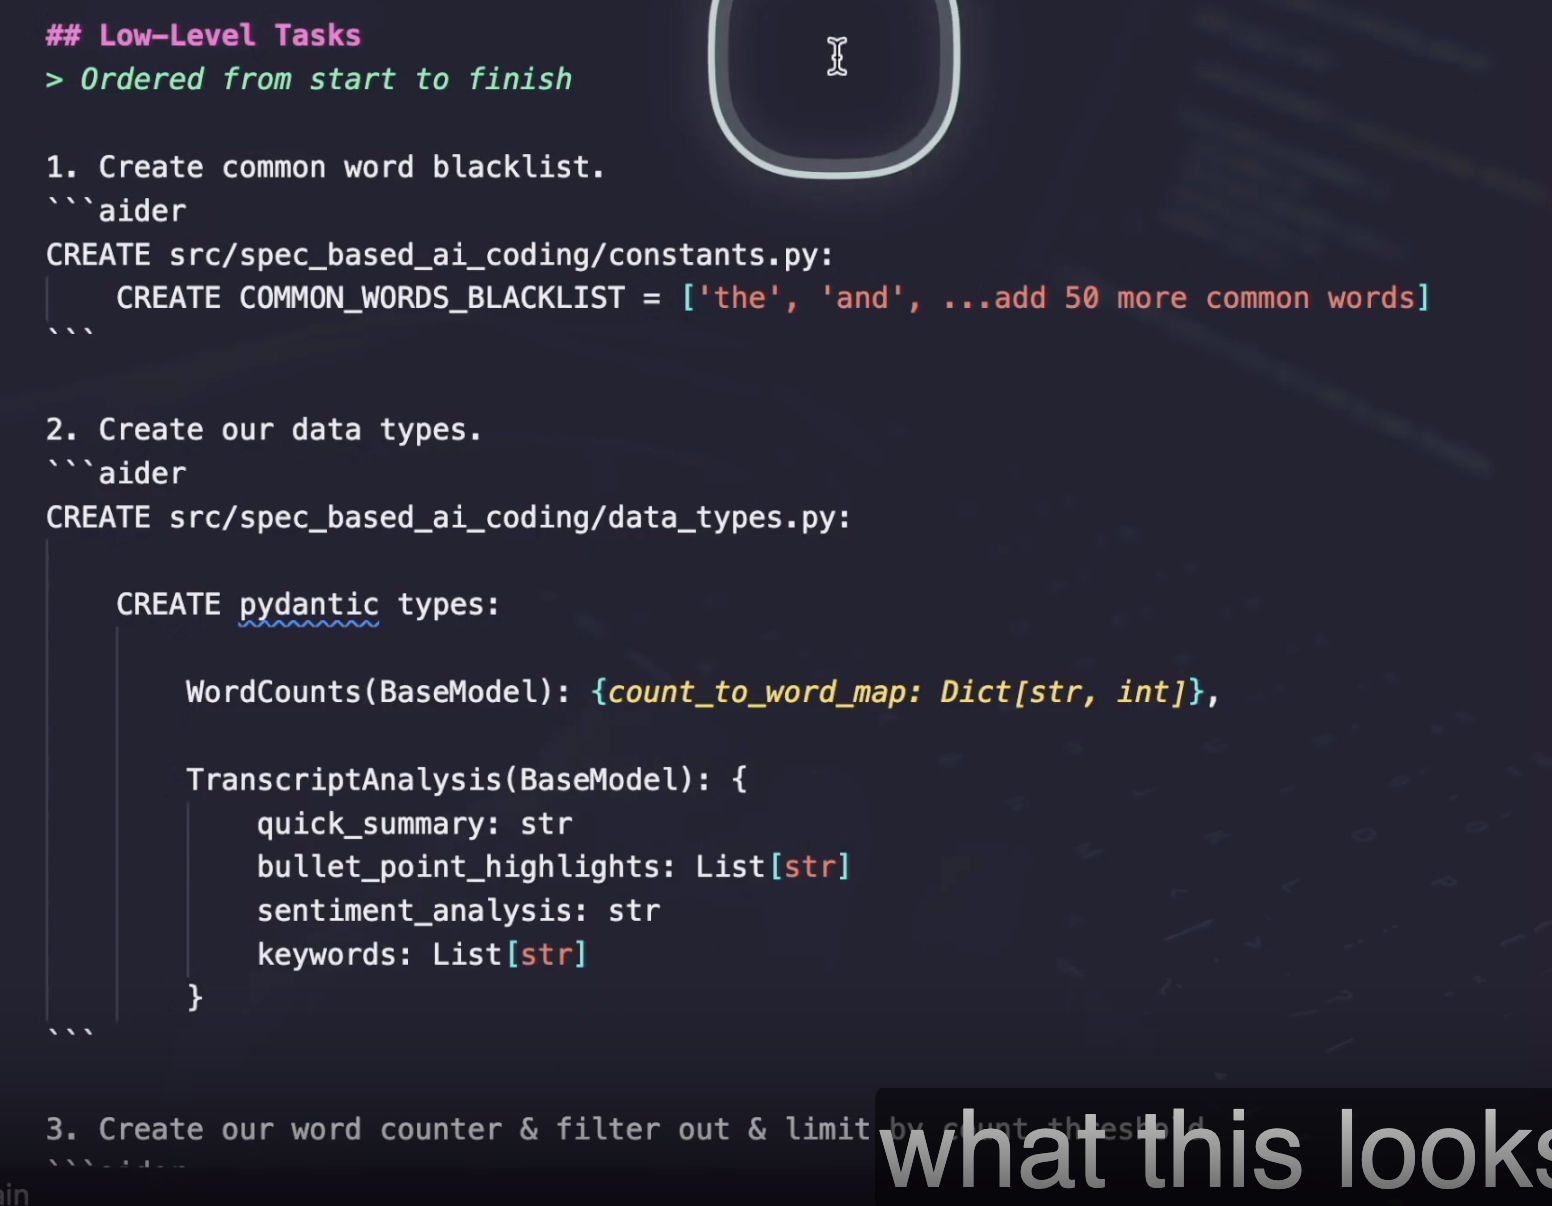 ## Low-Level Tasks
> Ordered from start to finish
1. Create common word blacklist.
```aider
CREATE src/spec_based_ai_coding/constants.py:
CREATE COMMON_WORDS_BLACKLIST = ['the', 'and', ...add 50 more common words]
```
2. Create our data types.
```aider
CREATE src/spec_based_ai_coding/data_types.py:
CREATE pydantic types:
WordCounts(BaseModel): {count_to_word_map: Dict[str, int]},
TranscriptAnalysis(BaseModel): {
quick_summary: str
bullet_point_highlights: List[str]
sentiment_analysis: str
keywords: List[str]
}
```
3. Create our word counter & filter out & limit by count threshold
```aider
what this looks